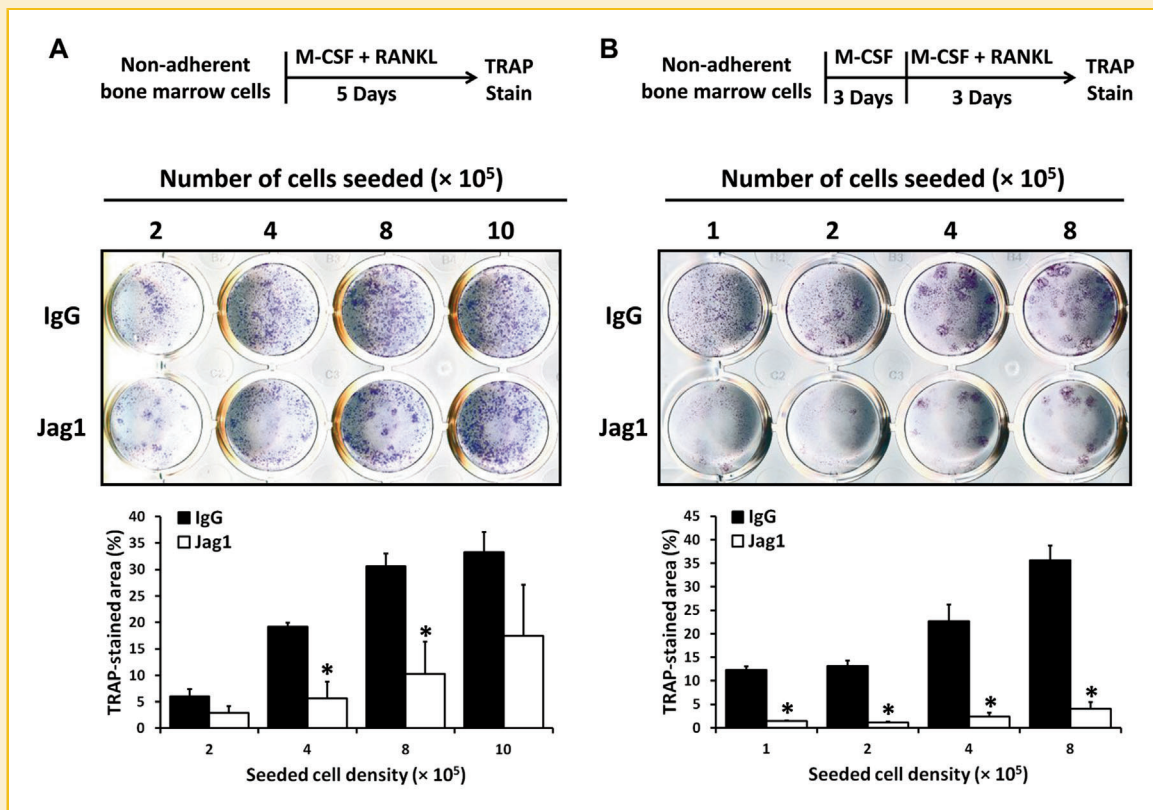 A
Non-adherent
bone marrow cells
M-CSF + RANKL
5 Days
TRAP
Stain
Number of cells seeded (× 10⁵)
2 4 8 10
IgG
Jag1
40
35
30
25
20
15
10
5
0
TRAP-stained area (%)
IgG
Jag1
*
*
2 4 8 10
Seeded cell density (× 10⁵)
B
Non-adherent
bone marrow cells
M-CSF M-CSF + RANKL
3 Days 3 Days
TRAP
Stain
Number of cells seeded (× 10⁵)
1 2 4 8
IgG
Jag1
45
40
35
30
25
20
15
10
5
0
TRAP-stained area (%)
IgG
Jag1
*
*
*
*
1 2 4 8
Seeded cell density (× 10⁵)